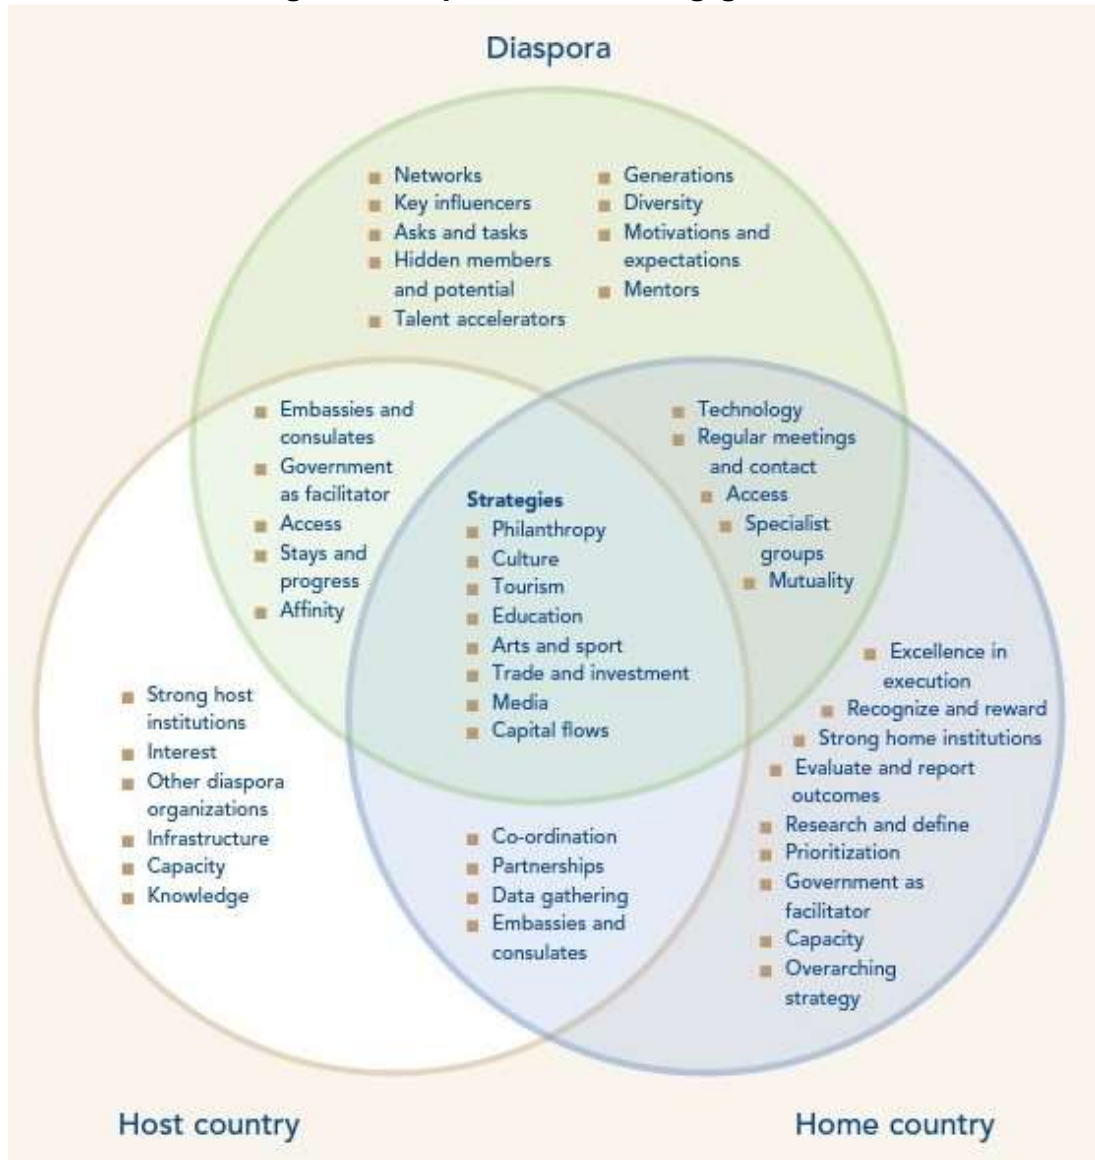 Diaspora
■ Networks
■ Key influencers
■ Asks and tasks
■ Hidden members
and potential
■ Talent accelerators
■ Generations
■ Diversity
■ Motivations and
expectations
■ Mentors
■ Embassies and
consulates
■ Government
as facilitator
■ Access
■ Stays and
progress
■ Affinity
Strategies
■ Philanthropy
■ Culture
■ Tourism
■ Education
■ Arts and sport
■ Trade and investment
■ Media
■ Capital flows
■ Technology
■ Regular meetings
and contact
■ Access
■ Specialist
groups
■ Mutuality
■ Strong host
institutions
■ Interest
■ Other diaspora
organizations
■ Infrastructure
■ Capacity
■ Knowledge
■ Co-ordination
■ Partnerships
■ Data gathering
■ Embassies and
consulates
■ Excellence in
execution
■ Recognize and reward
■ Strong home institutions
■ Evaluate and report
outcomes
■ Research and define
■ Prioritization
■ Government as
facilitator
■ Capacity
■ Overarching
strategy
Host country
Home country